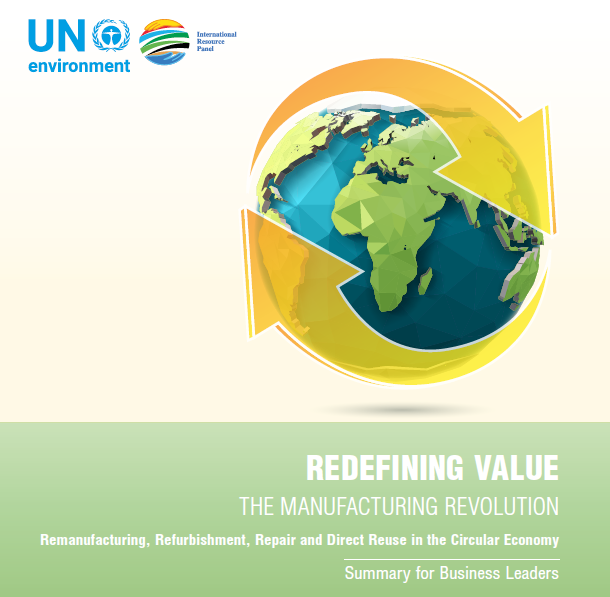 UN
environment
International
Resource
Panel
REDEFINING VALUE
THE MANUFACTURING REVOLUTION
Remanufacturing, Refurbishment, Repair and Direct Reuse in the Circular Economy
Summary for Business Leaders